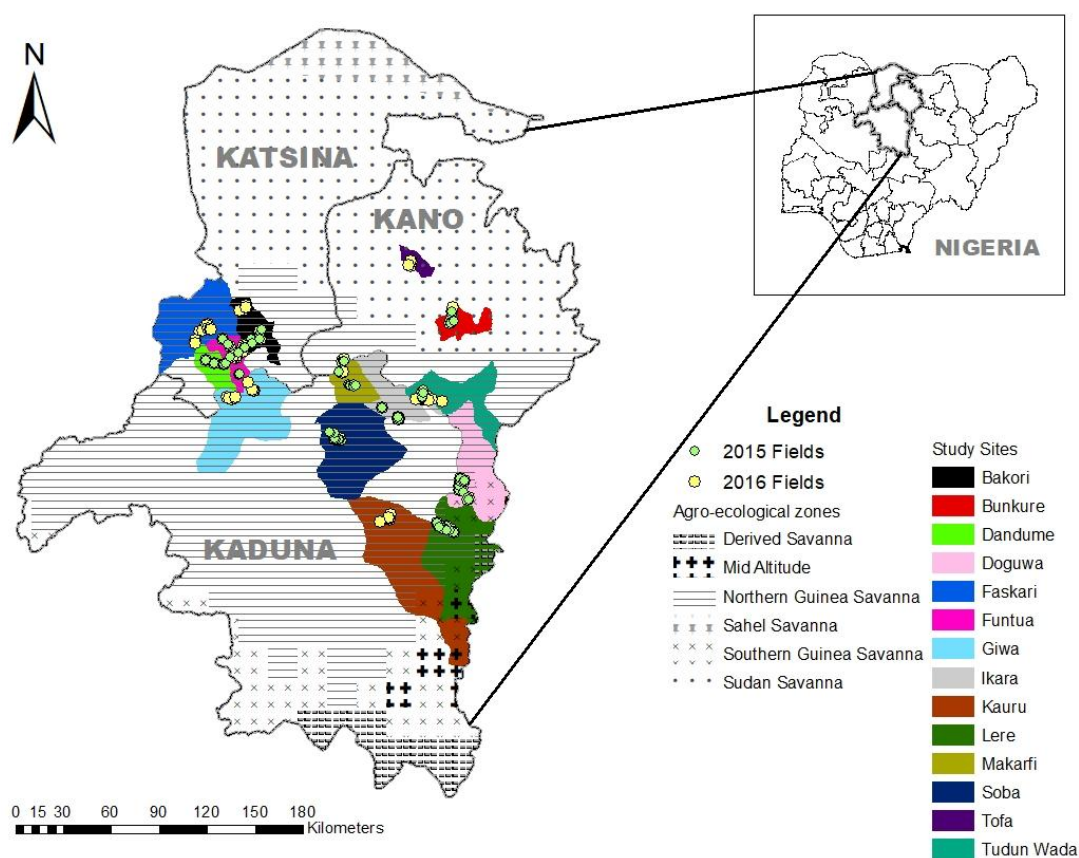 N
KATSINA
KANO
KADUNA
NIGERIA
Legend
2015 Fields
2016 Fields
Agro-ecological zones
Derived Savanna
Mid Altitude
Northern Guinea Savanna
Sahel Savanna
Southern Guinea Savanna
Sudan Savanna
Study Sites
Bakori
Bunkure
Dandume
Doguwa
Faskari
Funtua
Giwa
Ikara
Kauru
Lere
Makarfi
Soba
Tofa
Tudun Wada
0 15 30 60 90 120 150 180
Kilometers